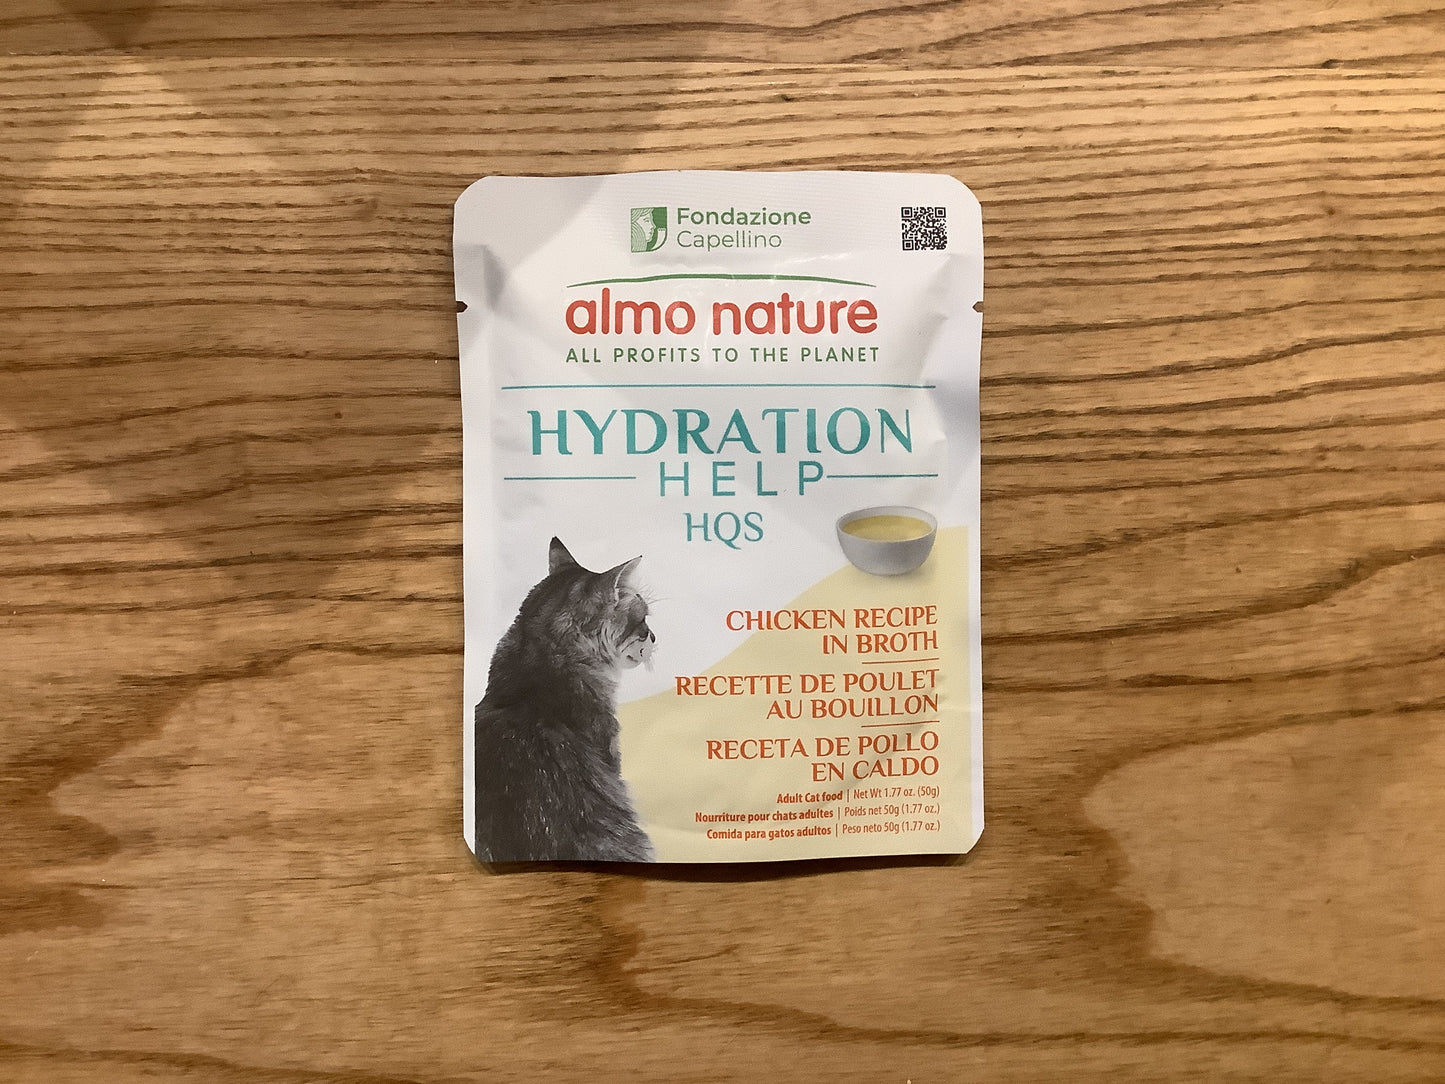 Fondazione
Capellino
almo nature
ALL PROFITS TO THE PLANET
HYDRATION
HELP
HQS
CHICKEN RECIPE
IN BROTH
RECETTE DE POULET
AU BOUILLON
RECETA DE POLLO
EN CALDO
Adult Cat food | Net Wt 1.77 oz. (50g)
Nourriture pour chats adultes | Poids net 50g (1.77 oz.)
Comida para gatos adultos | Peso neto 50g (1.77 oz.)